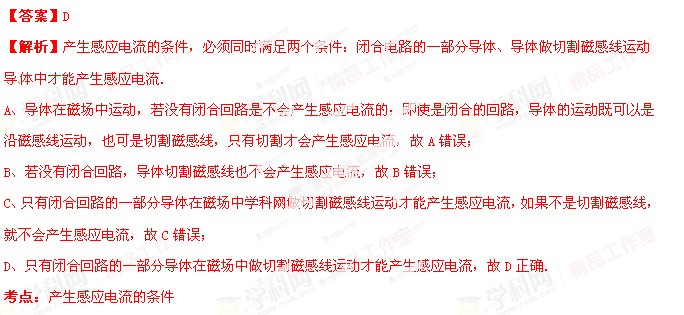 【答案】D
【解析】产生感应电流的条件，必须同时满足两个条件：闭合电路的一部分导体、导体做切割磁感线运动
导体中才能产生感应电流．
A、导体在磁场中运动，若没有闭合回路是不会产生感应电流的；即使是闭合的回路，导体的运动既可以是
沿磁感线运动，也可是切割磁感线，只有切割才会产生感应电流，故 A 错误；
B、若没有闭合回路，导体切割磁感线也不会产生感应电流，故 B 错误；
C、只有闭合回路的一部分导体在磁场中学科网做切割磁感线运动才能产生感应电流，如果不是切割磁感线，
就不会产生感应电流，故 C 错误；
D、只有闭合回路的一部分导体在磁场中做切割磁感线运动才能产生感应电流，故 D 正确．
考点：产生感应电流的条件